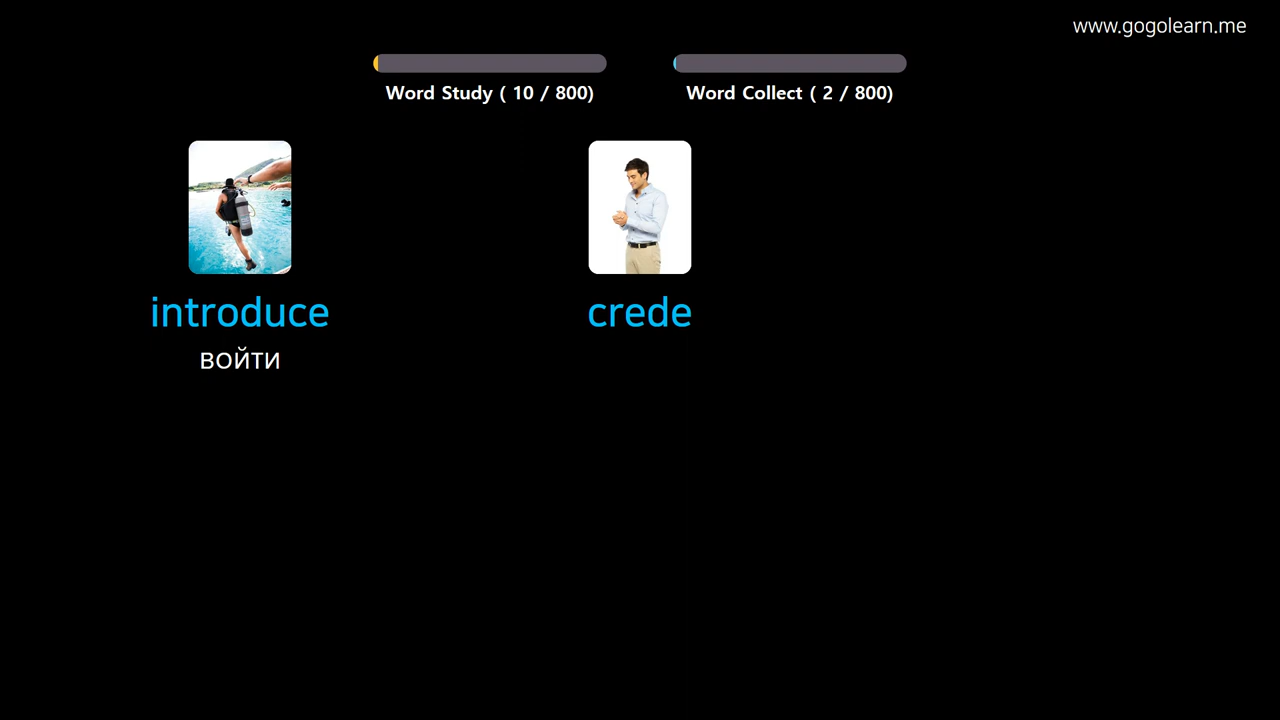 www.gogolearn.me
Word Study ( 10 / 800)
Word Collect ( 2 / 800)
introduce
crede
войти